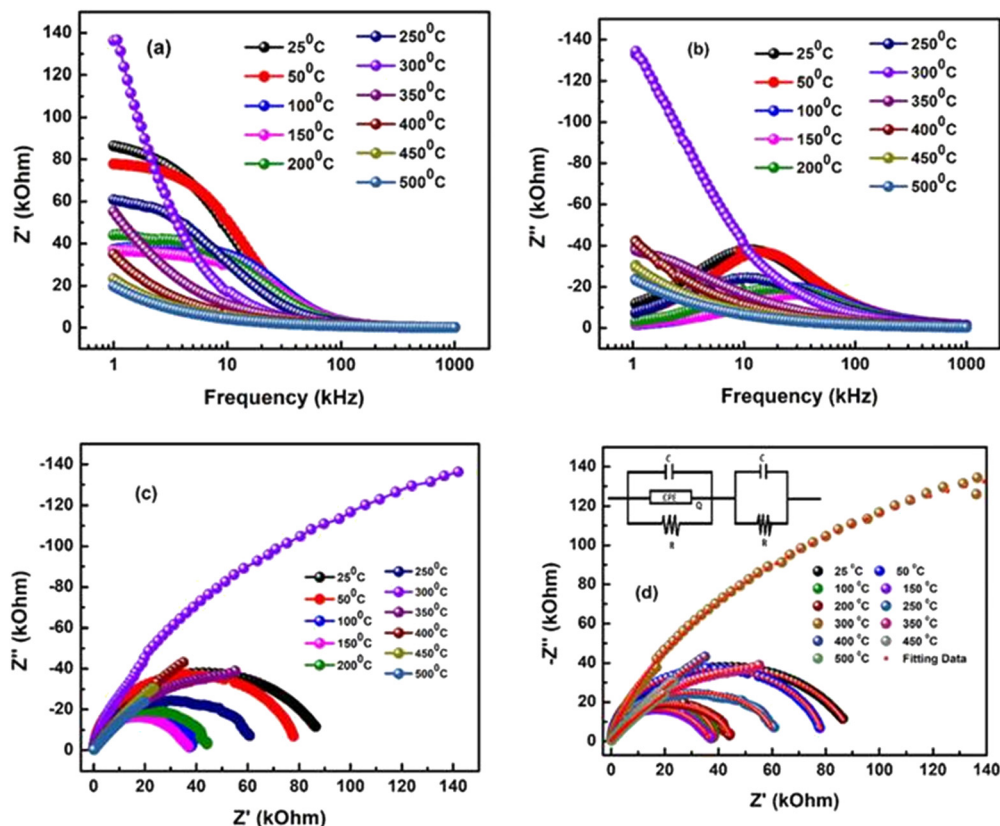 (a)
140
120
100
80
60
40
20
0
Z' (kOhm)
25⁰C
50⁰C
100⁰C
150⁰C
200⁰C
250⁰C
300⁰C
350⁰C
400⁰C
450⁰C
500⁰C
1 10 100 1000
Frequency (kHz)
(b)
-140
-120
-100
-80
-60
-40
-20
0
Z'' (kOhm)
25⁰C
50⁰C
100⁰C
150⁰C
200⁰C
250⁰C
300⁰C
350⁰C
400⁰C
450⁰C
500⁰C
1 10 100 1000
Frequency (kHz)
(c)
-140
-120
-100
-80
-60
-40
-20
0
Z'' (kOhm)
25⁰C
50⁰C
100⁰C
150⁰C
200⁰C
250⁰C
300⁰C
350⁰C
400⁰C
450⁰C
500⁰C
0 20 40 60 80 100 120 140
Z' (kOhm)
140
120
100
80
60
40
20
0
-Z'' (kOhm)
C C
CPE
Q
R R
(d)
25 °C 50 °C
100 °C 150 °C
200 °C 250 °C
300 °C 350 °C
400 °C 450 °C
500 °C Fitting Data
0 20 40 60 80 100 120 140
Z' (kOhm)